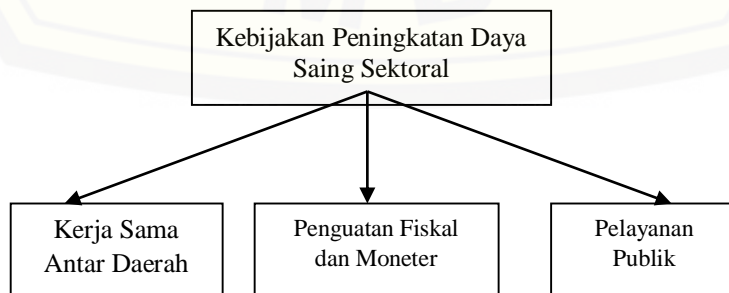 Kebijakan Peningkatan Daya
Saing Sektoral
Kerja Sama
Antar Daerah
Penguatan Fiskal
dan Moneter
Pelayanan
Publik